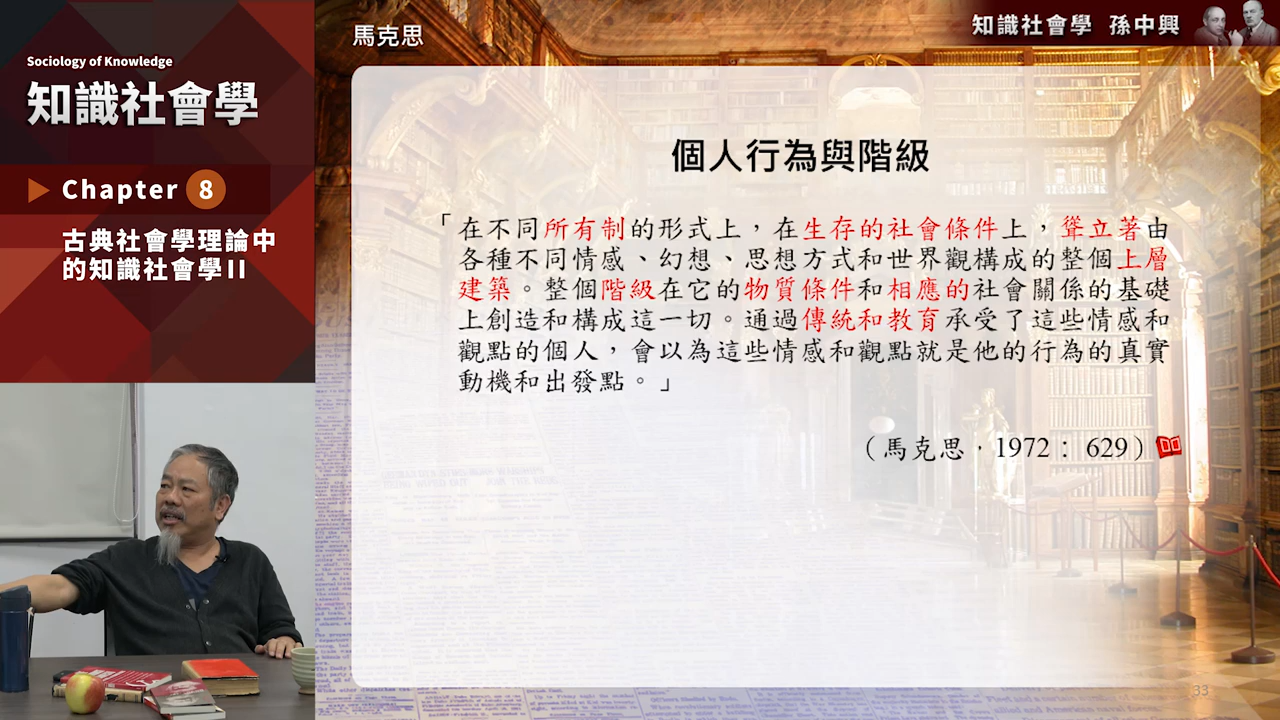 Sociology of Knowledge
知識社會學
Chapter 8
古典社會學理論中
的知識社會學II
馬克思
知識社會學 孫中興
個人行為與階級
「在不同所有制的形式上，在生存的社會條件上，聳立著由
各種不同情感、幻想、思想方式和世界觀構成的整個上層
建築。整個階級在它的物質條件和相應的社會關係的基礎
上創造和構成這一切。通過傳統和教育承受了這些情感和
觀點的個人，會以為這些情感和觀點就是他的行為的真實
動機和出發點。」
（馬克思，1972：629）
33